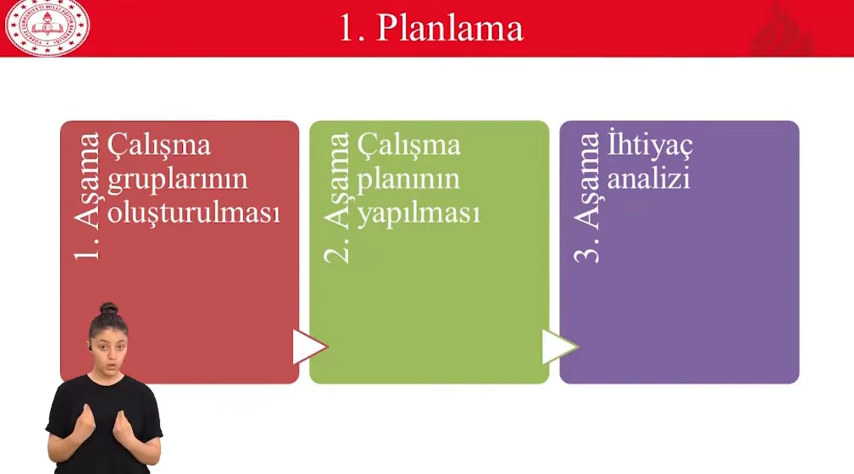 1. Planlama
1. Aşama
Çalışma
gruplarının
oluşturulması
2. Aşama
Çalışma
planının
yapılması
3. Aşama
İhtiyaç
analizi